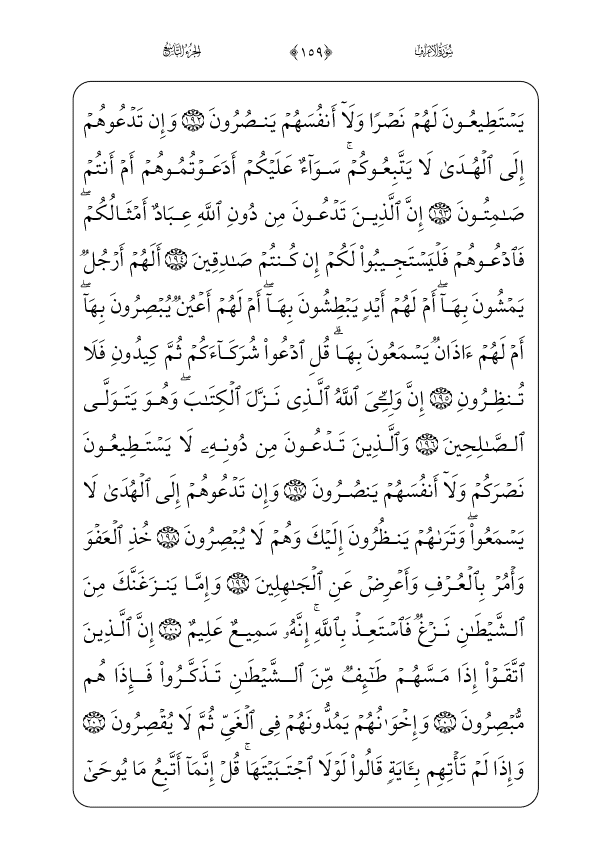 سُورَةُ الأَعْرَافِ ﴿١٥٩﴾ الجُزْءُ التَّاسِعُ
يَسْتَطِيعُونَ لَهُمْ نَصْرًا وَلَآ أَنفُسَهُمْ يَنصُرُونَ ١٩٢ وَإِن تَدْعُوهُمْ
إِلَى ٱلْهُدَىٰ لَا يَتَّبِعُوكُمْۚ سَوَآءٌ عَلَيْكُمْ أَدَعَوْتُمُوهُمْ أَمْ أَنتُمْ
صَٰمِتُونَ ١٩٣ إِنَّ ٱلَّذِينَ تَدْعُونَ مِن دُونِ ٱللَّهِ عِبَادٌ أَمْثَالُكُمْۖ
فَٱدْعُوهُمْ فَلْيَسْتَجِيبُوا۟ لَكُمْ إِن كُنتُمْ صَٰدِقِينَ ١٩٤ أَلَهُمْ أَرْجُلٌ
يَمْشُونَ بِهَآۖ أَمْ لَهُمْ أَيْدٍ يَبْطِشُونَ بِهَآۖ أَمْ لَهُمْ أَعْيُنٌ يُبْصِرُونَ بِهَآۖ
أَمْ لَهُمْ ءَاذَانٌ يَسْمَعُونَ بِهَاۗ قُلِ ٱدْعُوا۟ شُرَكَآءَكُمْ ثُمَّ كِيدُونِ فَلَا
تُنظِرُونِ ١٩٥ إِنَّ وَلِـِّۧىَ ٱللَّهُ ٱلَّذِى نَزَّلَ ٱلْكِتَٰبَۖ وَهُوَ يَتَوَلَّى
ٱلصَّٰلِحِينَ ١٩٦ وَٱلَّذِينَ تَدْعُونَ مِن دُونِهِۦ لَا يَسْتَطِيعُونَ
نَصْرَكُمْ وَلَآ أَنفُسَهُمْ يَنصُرُونَ ١٩٧ وَإِن تَدْعُوهُمْ إِلَى ٱلْهُدَىٰ لَا
يَسْمَعُوا۟ۖ وَتَرَىٰهُمْ يَنظُرُونَ إِلَيْكَ وَهُمْ لَا يُبْصِرُونَ ١٩٨ خُذِ ٱلْعَفْوَ
وَأْمُرْ بِٱلْعُرْفِ وَأَعْرِضْ عَنِ ٱلْجَٰهِلِينَ ١٩٩ وَإِمَّا يَنزَغَنَّكَ مِنَ
ٱلشَّيْطَٰنِ نَزْغٌ فَٱسْتَعِذْ بِٱللَّهِۚ إِنَّهُۥ سَمِيعٌ عَلِيمٌ ٢٠٠ إِنَّ ٱلَّذِينَ
ٱتَّقَوْا۟ إِذَا مَسَّهُمْ طَٰٓئِفٌ مِّنَ ٱلشَّيْطَٰنِ تَذَكَّرُوا۟ فَإِذَا هُم
مُّبْصِرُونَ ٢٠١ وَإِخْوَٰنُهُمْ يَمُدُّونَهُمْ فِى ٱلْغَىِّ ثُمَّ لَا يُقْصِرُونَ ٢٠٢
وَإِذَا لَمْ تَأْتِهِم بِـَٔايَةٍ قَالُوا۟ لَوْلَا ٱجْتَبَيْتَهَاۚ قُلْ إِنَّمَآ أَتَّبِعُ مَا يُوحَىٰٓ